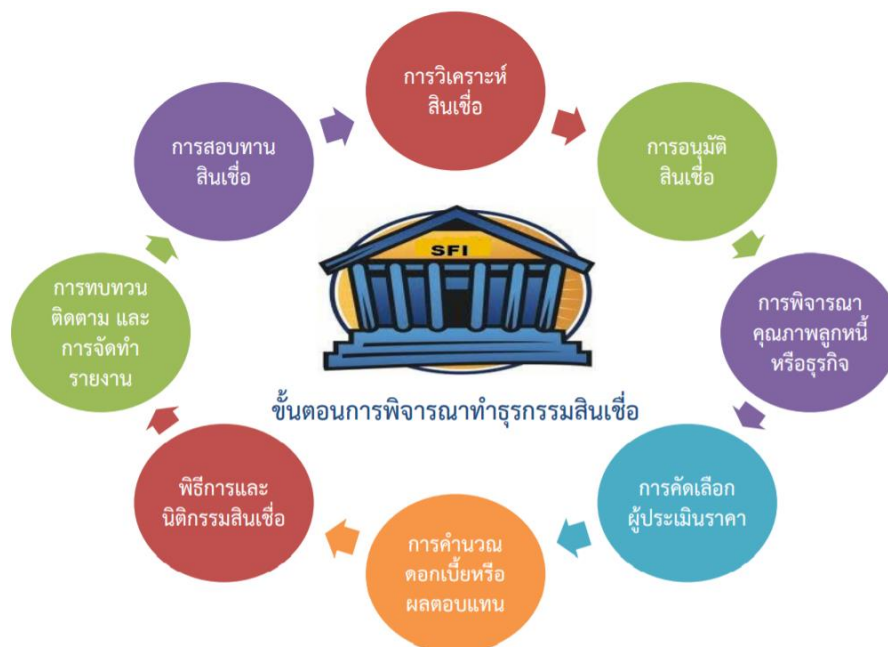 การวิเคราะห์
สินเชื่อ
การอนุมัติ
สินเชื่อ
การพิจารณา
คุณภาพลูกหนี้
หรือธุรกิจ
การคัดเลือก
ผู้ประเมินราคา
การคำนวณ
ดอกเบี้ยหรือ
ผลตอบแทน
พิธีการและ
นิติกรรมสินเชื่อ
การทบทวน
ติดตาม และ
การจัดทำ
รายงาน
การสอบทาน
สินเชื่อ
SFI
ขั้นตอนการพิจารณาทำธุรกรรมสินเชื่อ